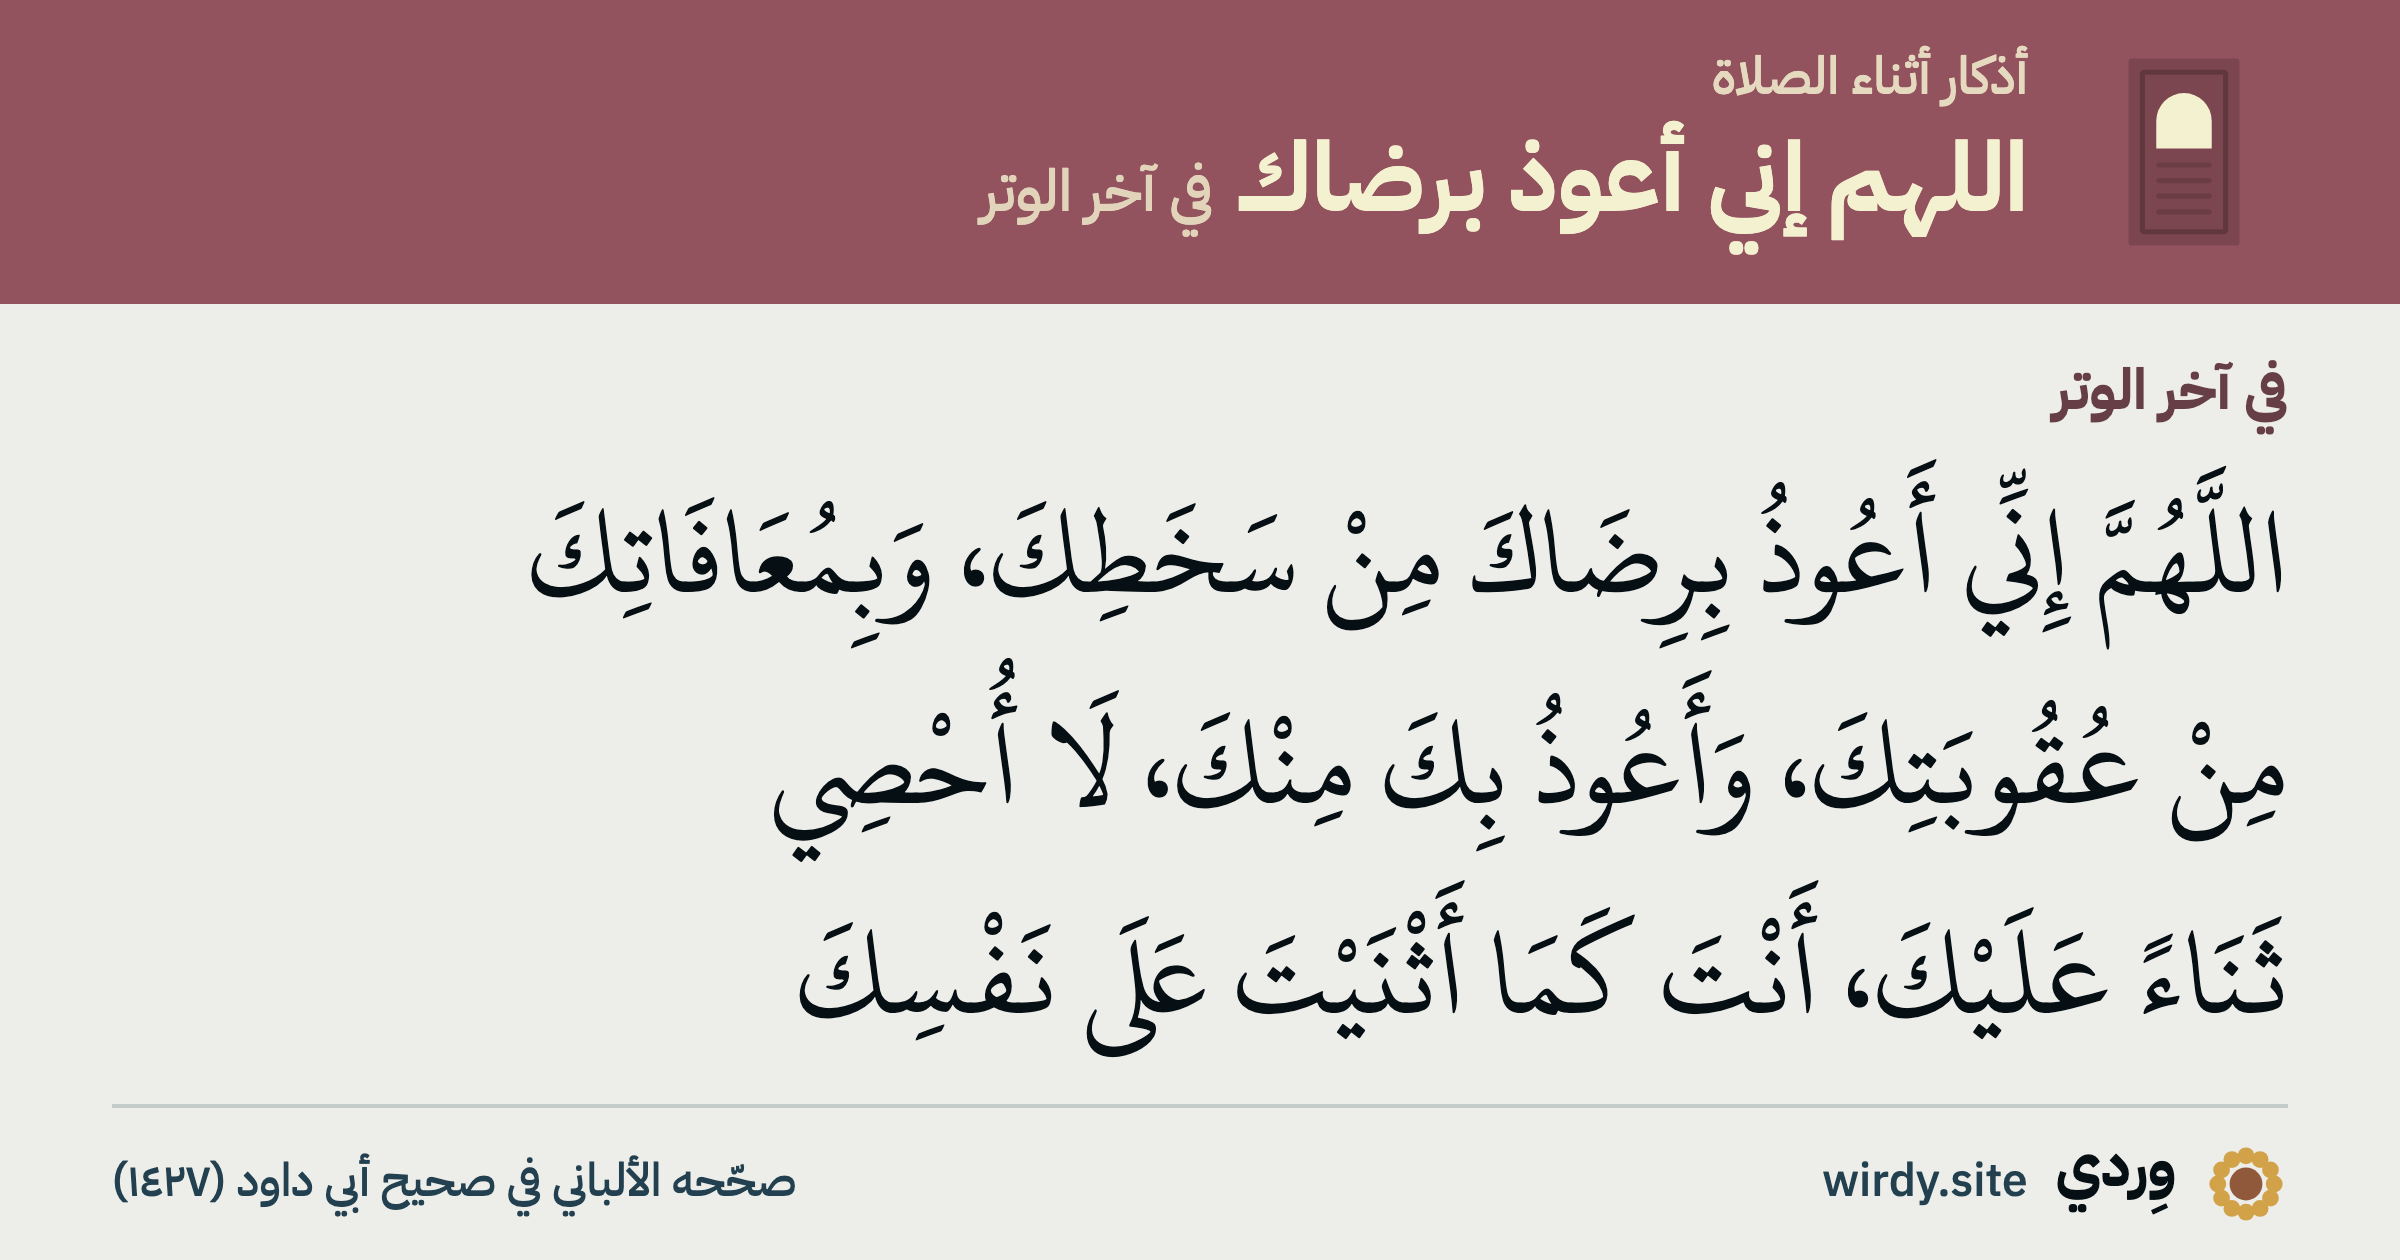 أذكار أثناء الصلاة
اللهم إني أعوذ برضاك في آخر الوتر
في آخر الوتر
اللَّهُمَّ إِنِّي أَعُوذُ بِرِضَاكَ مِنْ سَخَطِكَ، وَبِمُعَافَاتِكَ
مِنْ عُقُوبَتِكَ، وَأَعُوذُ بِكَ مِنْكَ، لَا أُحْصِي
ثَنَاءً عَلَيْكَ، أَنْتَ كَمَا أَثْنَيْتَ عَلَى نَفْسِكَ
وِردي wirdy.site
صحّحه الألباني في صحيح أبي داود (١٤٢٧)